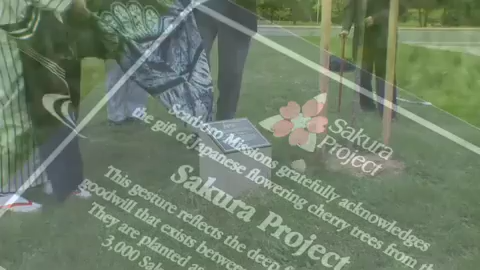 Sakura
Project
Scarboro Missions gratefully acknowledges
the gift of Japanese flowering cherry trees from th
Sakura Project
This gesture reflects the deep f
goodwill that exists between
They are planted as
3,000 Sak